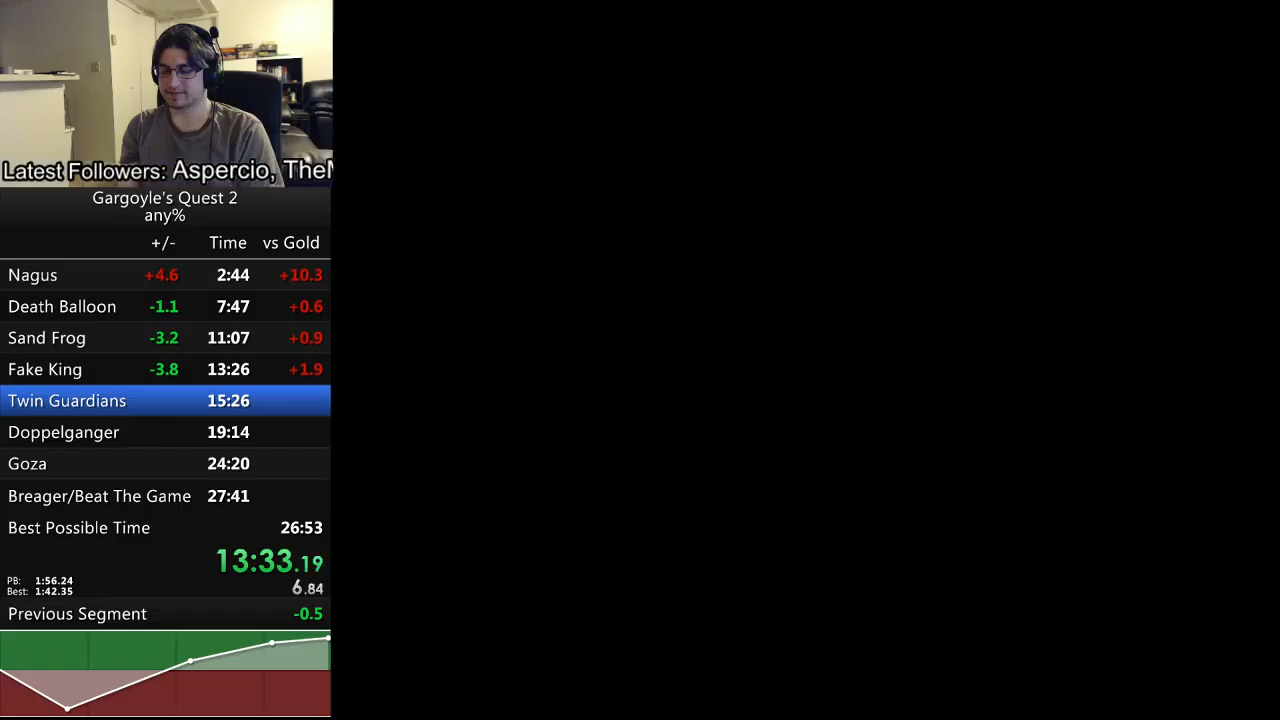 Latest Followers: Aspercio, TheM
Gargoyle's Quest 2
any%
+/- Time vs Gold
Nagus +4.6 2:44 +10.3
Death Balloon -1.1 7:47 +0.6
Sand Frog -3.2 11:07 +0.9
Fake King -3.8 13:26 +1.9
Twin Guardians 15:26
Doppelganger 19:14
Goza 24:20
Breager/Beat The Game 27:41
Best Possible Time 26:53
13:33.19
PB: 1:56.24
Best: 1:42.35
6.84
Previous Segment -0.5